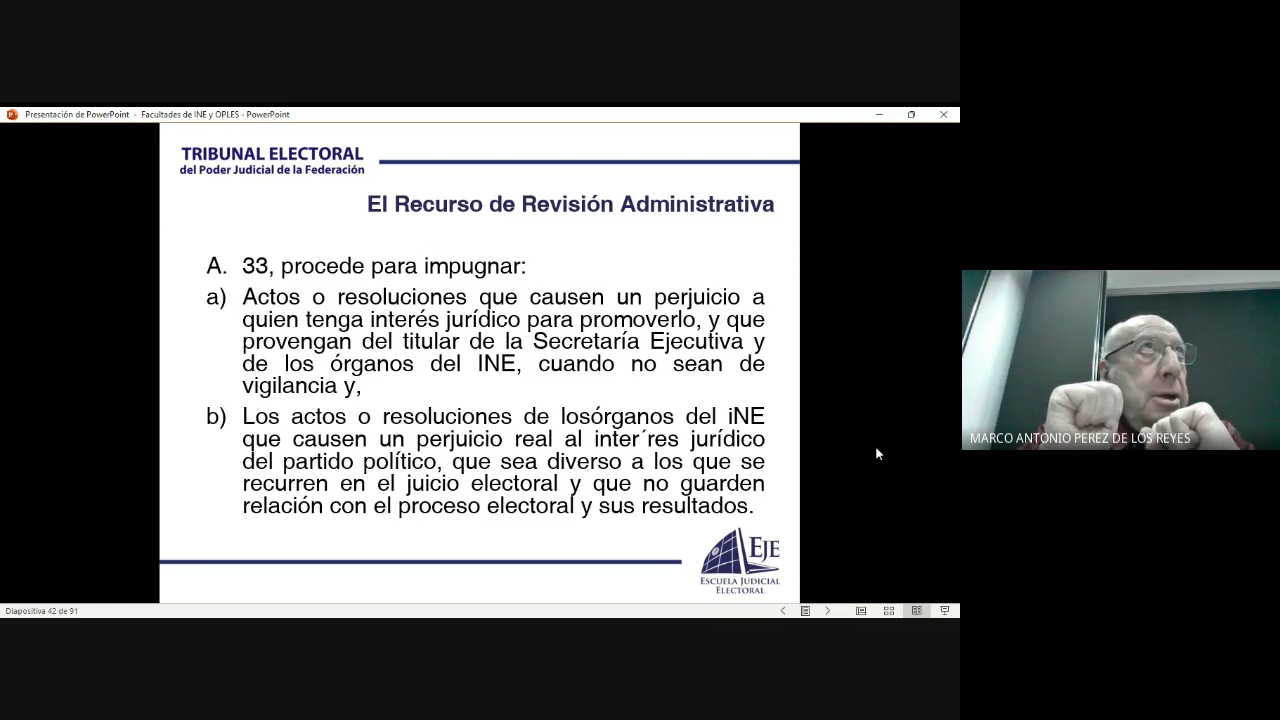 Presentación de PowerPoint - Facultades de INE y OPLES - PowerPoint
TRIBUNAL ELECTORAL
del Poder Judicial de la Federación
El Recurso de Revisión Administrativa
A. 33, procede para impugnar:
a) Actos o resoluciones que causen un perjuicio a
quien tenga interés jurídico para promoverlo, y que
provengan del titular de la Secretaría Ejecutiva y
de los órganos del INE, cuando no sean de
vigilancia y,
b) Los actos o resoluciones de losórganos del iNE
que causen un perjuicio real al inter´res jurídico
del partido político, que sea diverso a los que se
recurren en el juicio electoral y que no guarden
relación con el proceso electoral y sus resultados.
EJE
ESCUELA JUDICIAL
ELECTORAL
Diapositiva 42 de 91
MARCO ANTONIO PEREZ DE LOS REYES